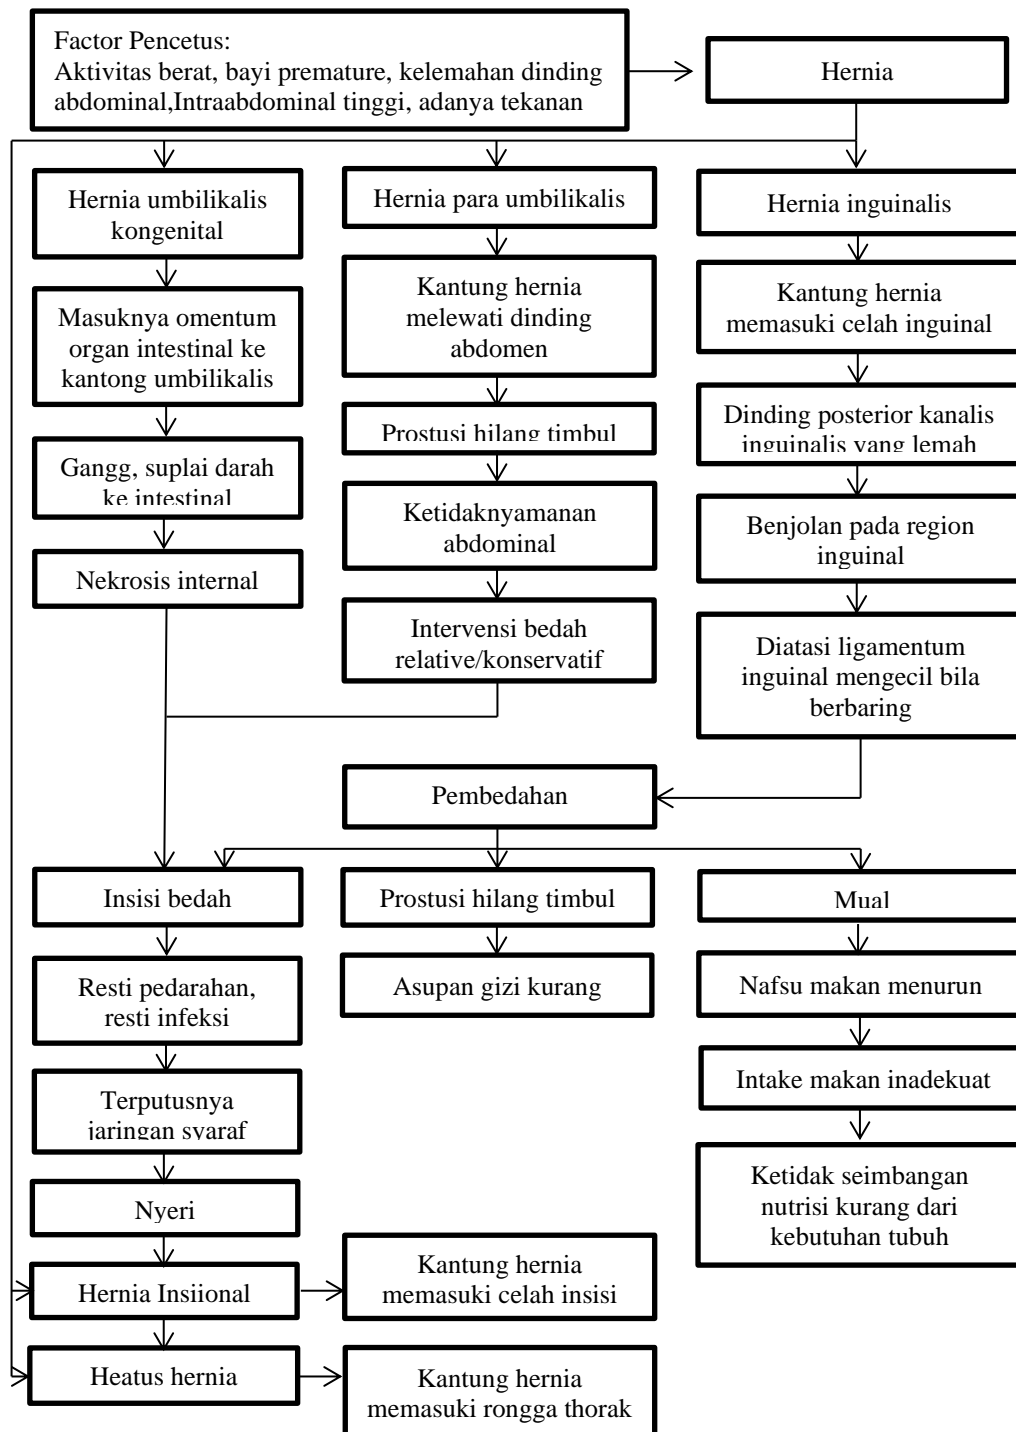 Factor Pencetus:
Aktivitas berat, bayi premature, kelemahan dinding
abdominal,Intraabdominal tinggi, adanya tekanan
Hernia
Hernia umbilikalis
kongenital
Hernia para umbilikalis
Hernia inguinalis
Masuknya omentum
organ intestinal ke
kantong umbilikalis
Kantung hernia
melewati dinding
abdomen
Kantung hernia
memasuki celah inguinal
Gangg, suplai darah
ke intestinal
Prostusi hilang timbul
Dinding posterior kanalis
inguinalis yang lemah
Nekrosis internal
Ketidaknyamanan
abdominal
Benjolan pada region
inguinal
Intervensi bedah
relative/konservatif
Diatasi ligamentum
inguinal mengecil bila
berbaring
Pembedahan
Insisi bedah
Prostusi hilang timbul
Mual
Resti pedarahan,
resti infeksi
Asupan gizi kurang
Nafsu makan menurun
Terputusnya
jaringan syaraf
Intake makan inadekuat
Nyeri
Ketidak seimbangan
nutrisi kurang dari
kebutuhan tubuh
Hernia Insiional
Kantung hernia
memasuki celah insisi
Heatus hernia
Kantung hernia
memasuki rongga thorak